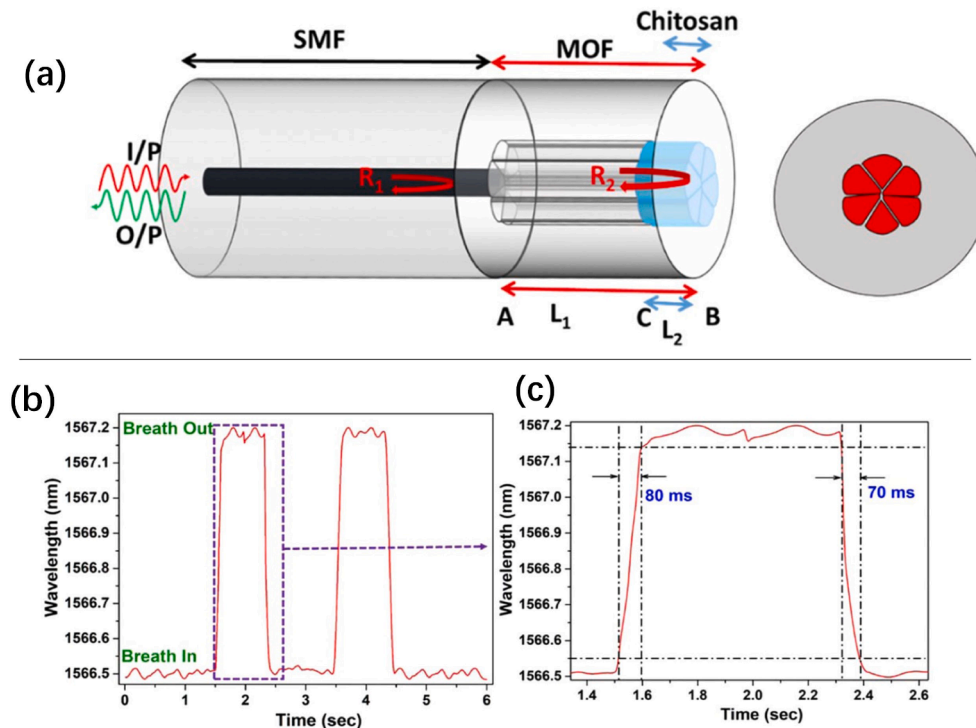 (a)
SMF
MOF
Chitosan
I/P
O/P
R1
R2
A
L1
C
L2
B
(b)
Breath Out
Breath In
Wavelength (nm)
1567.2
1567.1
1567.0
1566.9
1566.8
1566.7
1566.6
1566.5
0 1 2 3 4 5 6
Time (sec)
(c)
Wavelength (nm)
1567.2
1567.1
1567.0
1566.9
1566.8
1566.7
1566.6
1566.5
80 ms
70 ms
1.4 1.6 1.8 2.0 2.2 2.4 2.6
Time (sec)